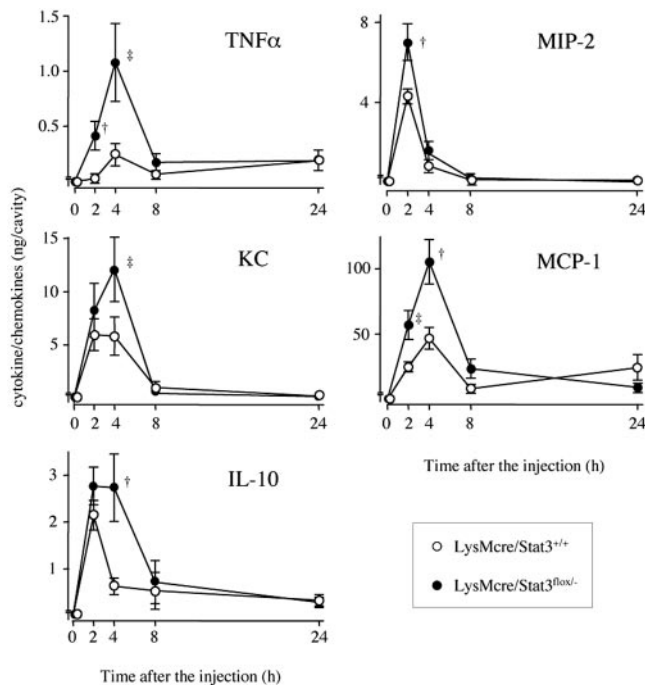 cytokine/chemokines (ng/cavity)
TNFα
1.5
1.0
0.5
‡
†
0 2 4 8 24
MIP-2
8
4
†
0 2 4 8 24
KC
15
10
5
‡
0 2 4 8 24
MCP-1
100
50
†
‡
0 2 4 8 24
Time after the injection (h)
IL-10
3
2
1
†
0 2 4 8 24
Time after the injection (h)
LysMcre/Stat3+/+
LysMcre/Stat3flox/-